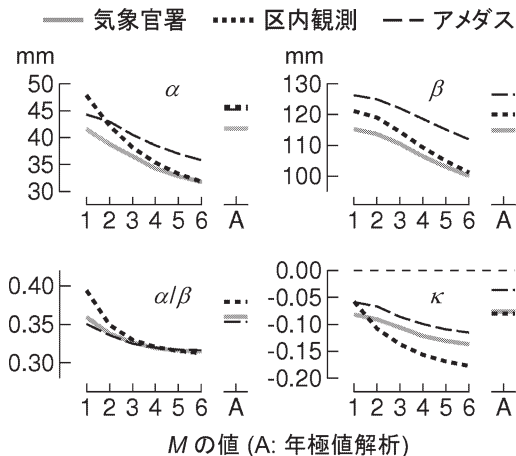 気象官署 区内観測 アメダス
mm mm
α
50
45
40
35
30
1 2 3 4 5 6 A
β
130
120
110
100
1 2 3 4 5 6 A
α/β
0.40
0.35
0.30
1 2 3 4 5 6 A
κ
0.00
-0.05
-0.10
-0.15
-0.20
1 2 3 4 5 6 A
M の値 (A: 年極値解析)